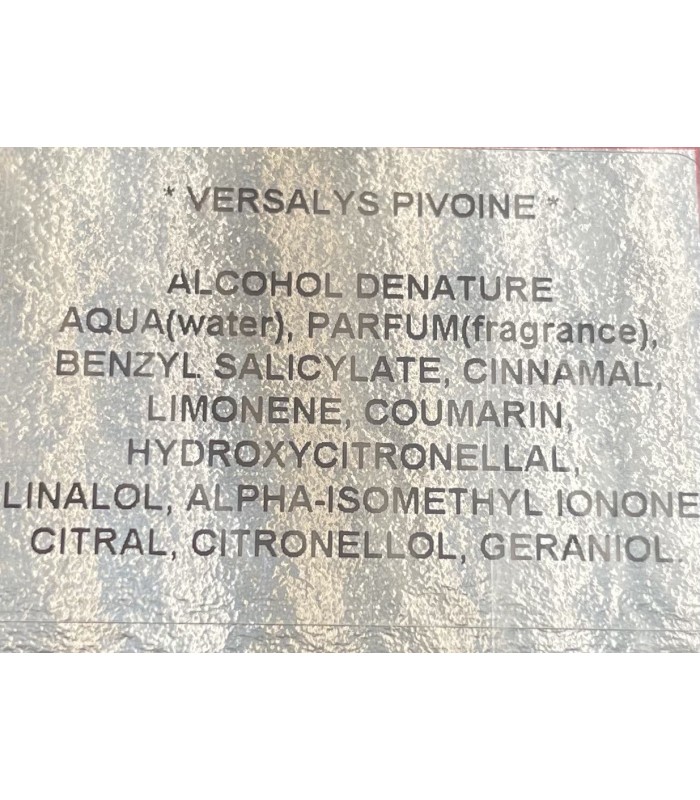 * VERSALYS PIVOINE *
ALCOHOL DENATURE
AQUA(water), PARFUM(fragrance),
BENZYL SALICYLATE, CINNAMAL,
LIMONENE, COUMARIN,
HYDROXYCITRONELLAL,
LINALOL, ALPHA-ISOMETHYL IONONE
CITRAL, CITRONELLOL, GERANIOL.